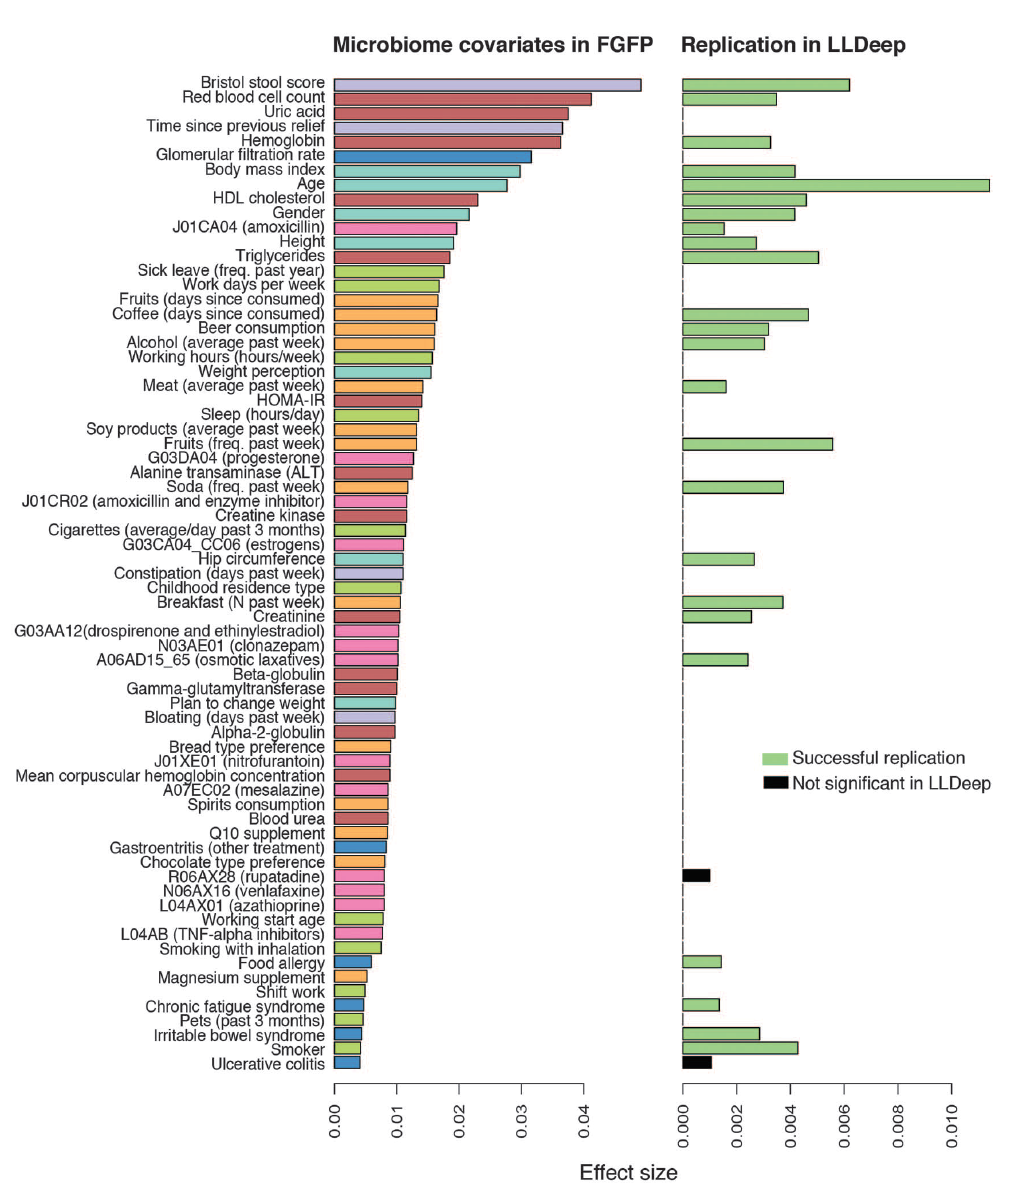 Microbiome covariates in FGFP
Replication in LLDeep
Bristol stool score
Red blood cell count
Uric acid
Time since previous relief
Hemoglobin
Glomerular filtration rate
Body mass index
Age
HDL cholesterol
Gender
J01CA04 (amoxicillin)
Height
Triglycerides
Sick leave (freq. past year)
Work days per week
Fruits (days since consumed)
Coffee (days since consumed)
Beer consumption
Alcohol (average past week)
Working hours (hours/week)
Weight perception
Meat (average past week)
HOMA-IR
Sleep (hours/day)
Soy products (average past week)
Fruits (freq. past week)
G03DA04 (progesterone)
Alanine transaminase (ALT)
Soda (freq. past week)
J01CR02 (amoxicillin and enzyme inhibitor)
Creatine kinase
Cigarettes (average/day past 3 months)
G03CA04_CC06 (estrogens)
Hip circumference
Constipation (days past week)
Childhood residence type
Breakfast (N past week)
Creatinine
G03AA12(drospirenone and ethinylestradiol)
N03AE01 (clonazepam)
A06AD15_65 (osmotic laxatives)
Beta-globulin
Gamma-glutamyltransferase
Plan to change weight
Bloating (days past week)
Alpha-2-globulin
Bread type preference
J01XE01 (nitrofurantoin)
Mean corpuscular hemoglobin concentration
A07EC02 (mesalazine)
Spirits consumption
Blood urea
Q10 supplement
Gastroentritis (other treatment)
Chocolate type preference
R06AX28 (rupatadine)
N06AX16 (venlafaxine)
L04AX01 (azathioprine)
Working start age
L04AB (TNF-alpha inhibitors)
Smoking with inhalation
Food allergy
Magnesium supplement
Shift work
Chronic fatigue syndrome
Pets (past 3 months)
Irritable bowel syndrome
Smoker
Ulcerative colitis
Successful replication
Not significant in LLDeep
0.00
0.01
0.02
0.03
0.04
0.000
0.002
0.004
0.006
0.008
0.010
Effect size